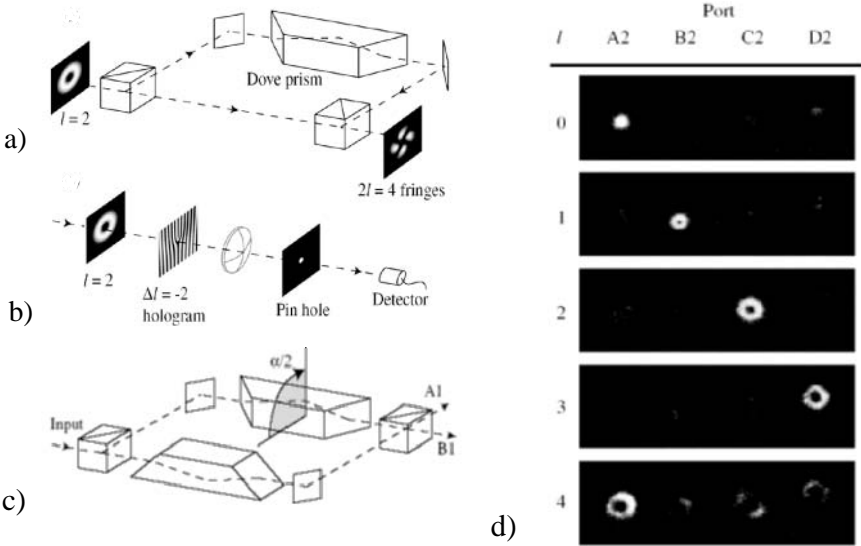 a)
l = 2
Dove prism
2l = 4 fringes
b)
l = 2
Δl = -2
hologram
Pin hole
Detector
c)
Input
α/2
A1
B1
d)
Port
l A2 B2 C2 D2
0
1
2
3
4